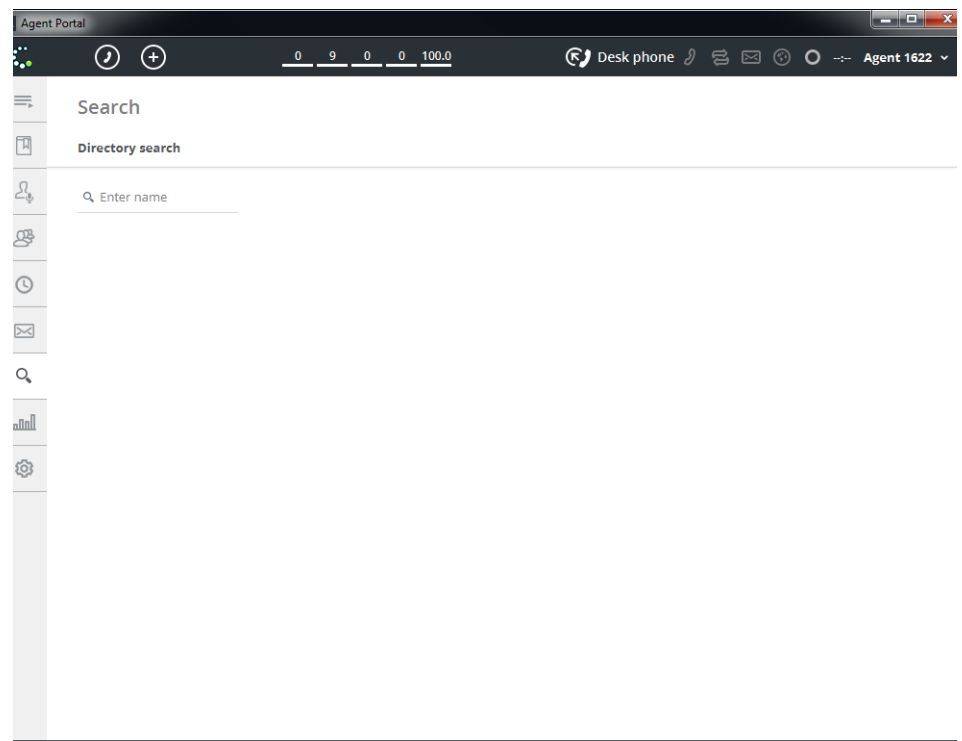 Agent Portal
0 9 0 0 100.0 Desk phone --:-- Agent 1622
Search
Directory search
Enter name